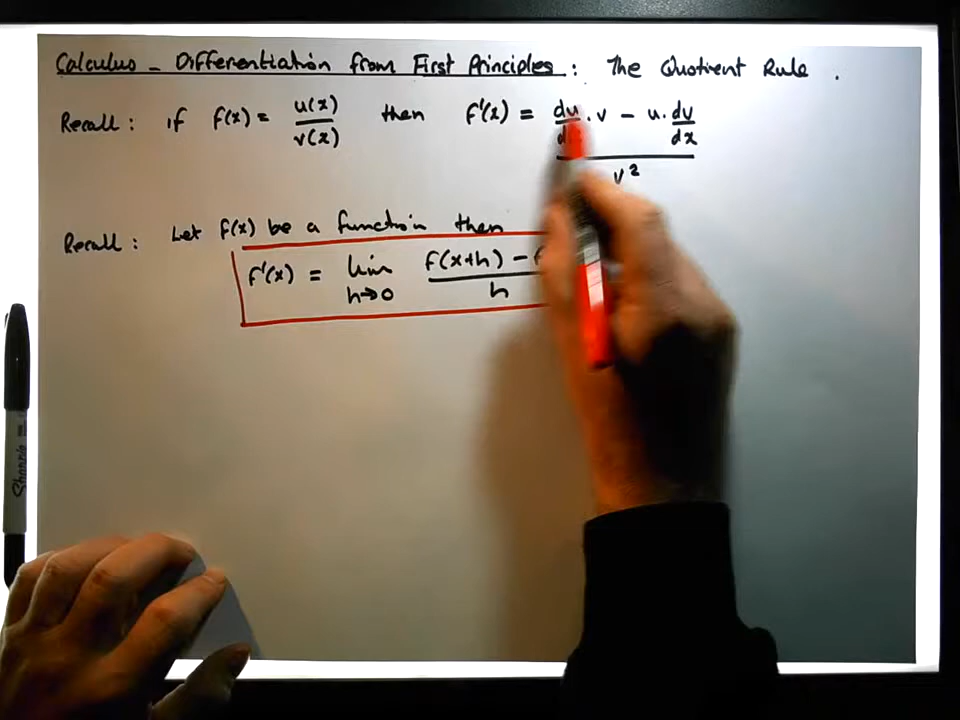 Calculus - Differentiation from First Principles : The Quotient Rule .
Recall : if f(x) = u(x)/v(x) then f'(x) = (du/d . v - u . dv/dx) / v²
Recall : Let f(x) be a function then
f'(x) = lim h→0 f(x+h) - f / h
Sharpie